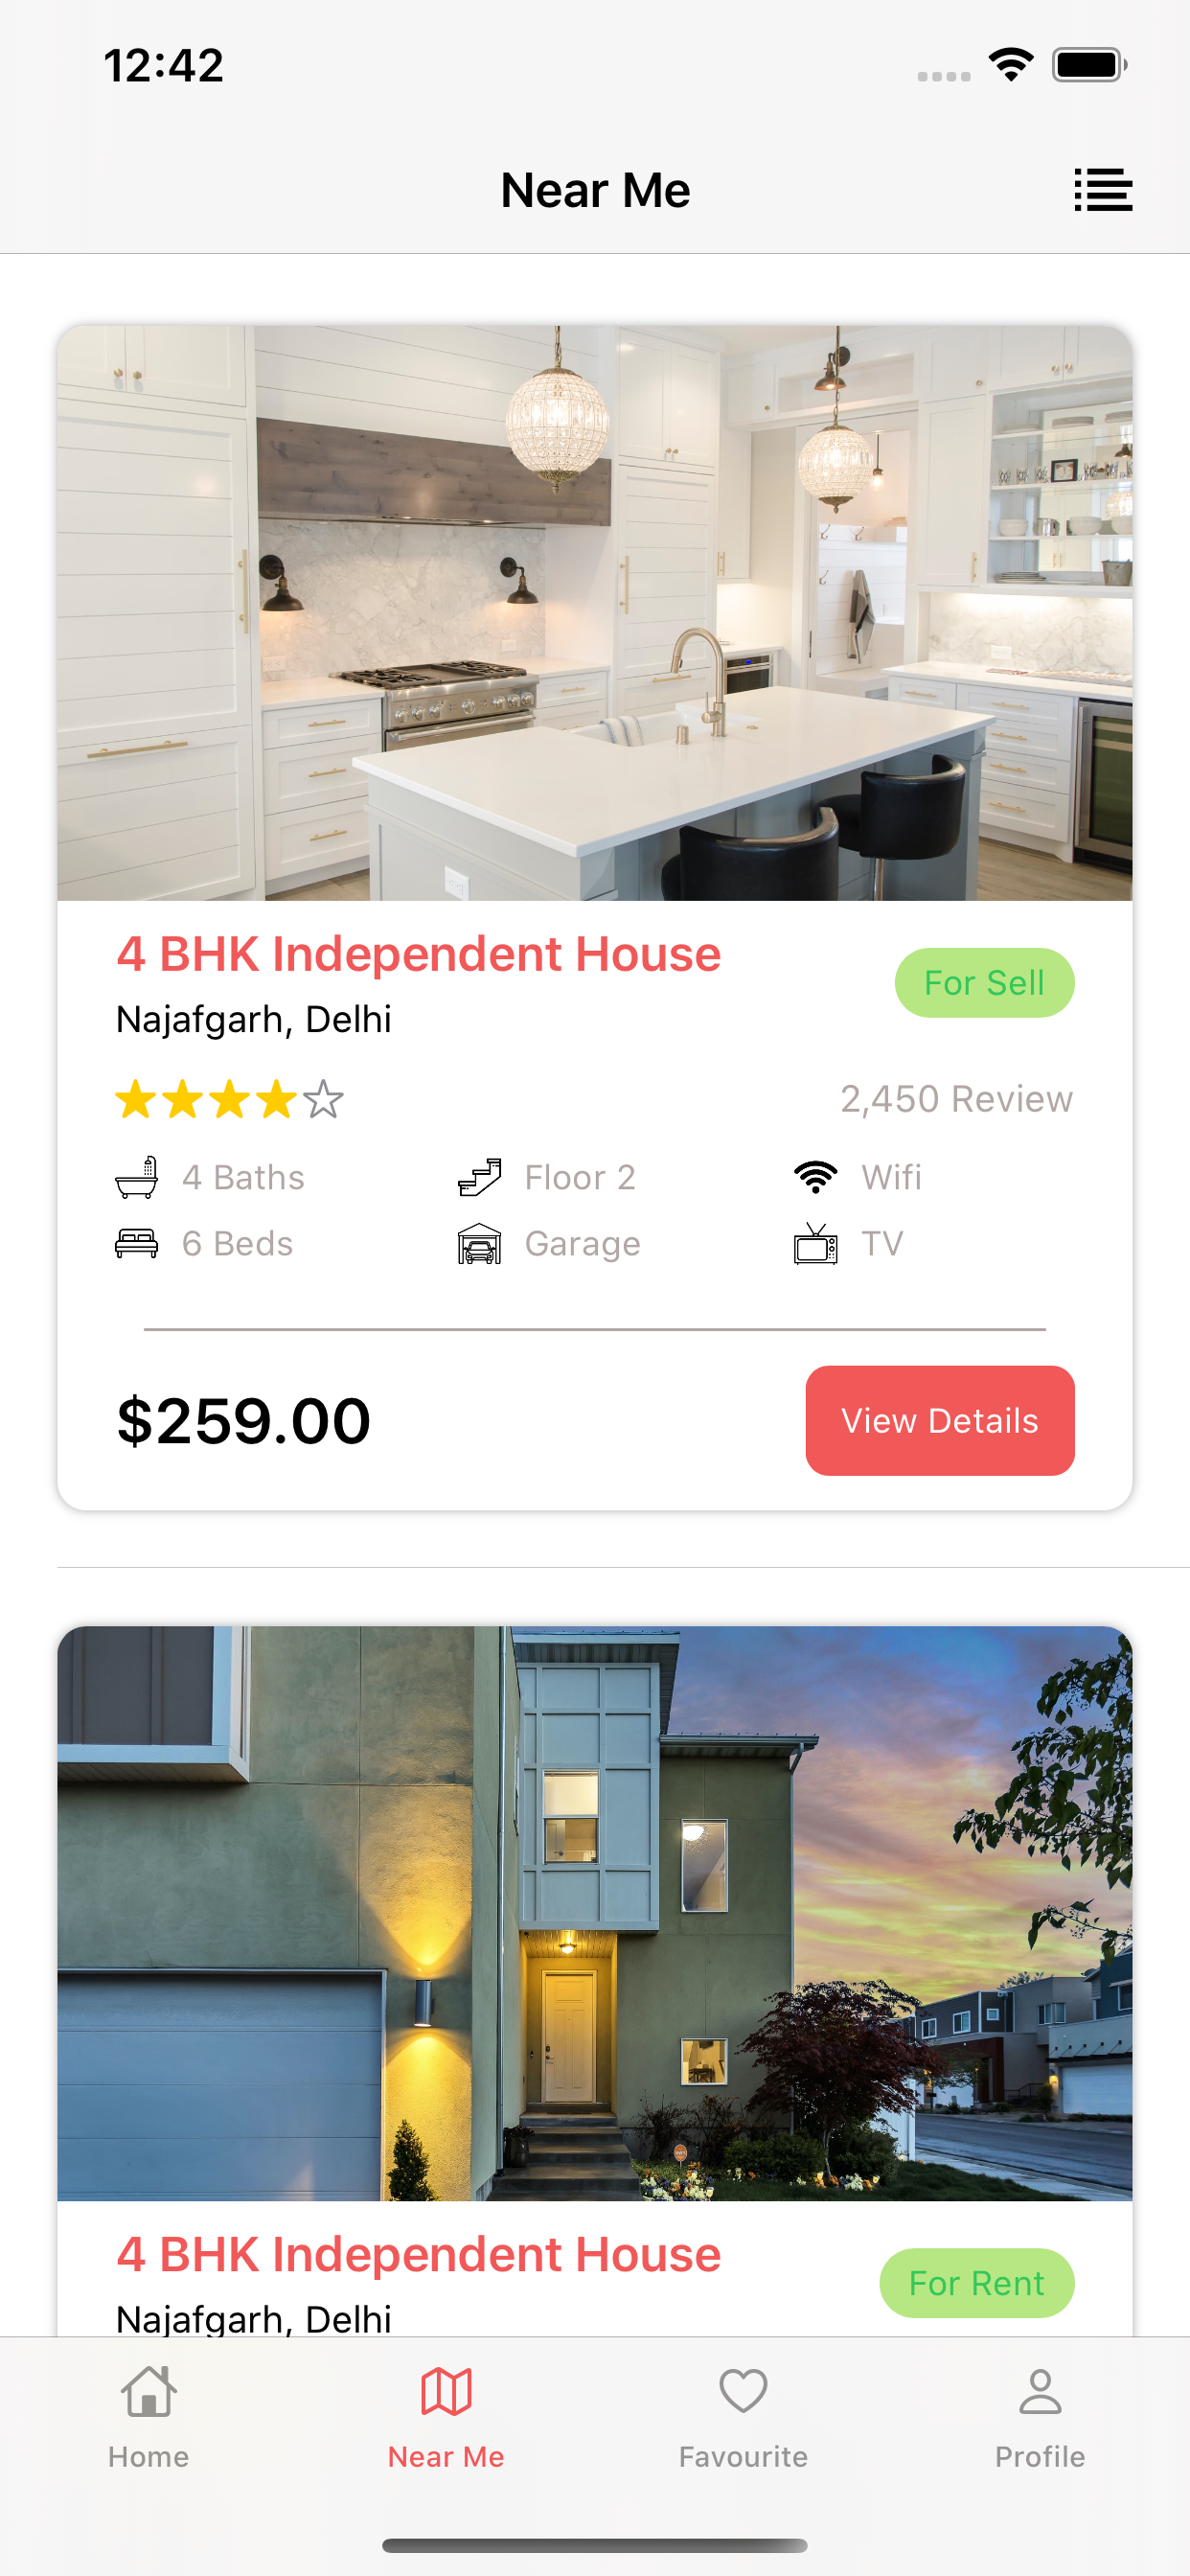 12:42
Near Me
4 BHK Independent House
For Sell
Najafgarh, Delhi
2,450 Review
4 Baths
Floor 2
Wifi
6 Beds
Garage
TV
$259.00
View Details
4 BHK Independent House
For Rent
Najafgarh, Delhi
Home
Near Me
Favourite
Profile